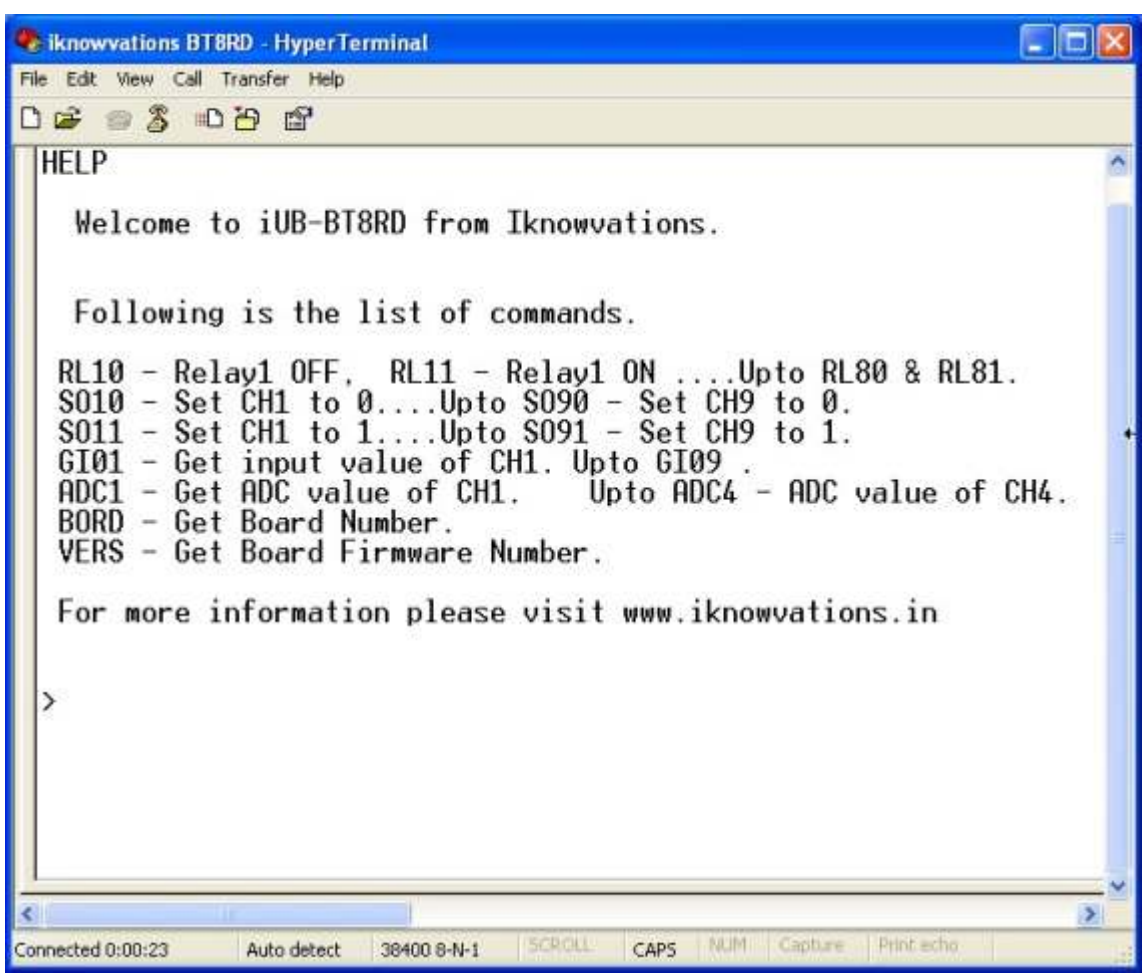 iknowvations BT8RD - HyperTerminal
File Edit View Call Transfer Help
HELP
Welcome to iUB-BT8RD from Iknowvations.
Following is the list of commands.
RL10 - Relay1 OFF, RL11 - Relay1 ON ....Upto RL80 & RL81.
SO10 - Set CH1 to 0....Upto SO90 - Set CH9 to 0.
SO11 - Set CH1 to 1....Upto SO91 - Set CH9 to 1.
GI01 - Get input value of CH1. Upto GI09 .
ADC1 - Get ADC value of CH1. Upto ADC4 - ADC value of CH4.
BORD - Get Board Number.
VERS - Get Board Firmware Number.
For more information please visit www.iknowvations.in
>
Connected 0:00:23 Auto detect 38400 8-N-1 SCROLL CAPS NUM Capture Print echo